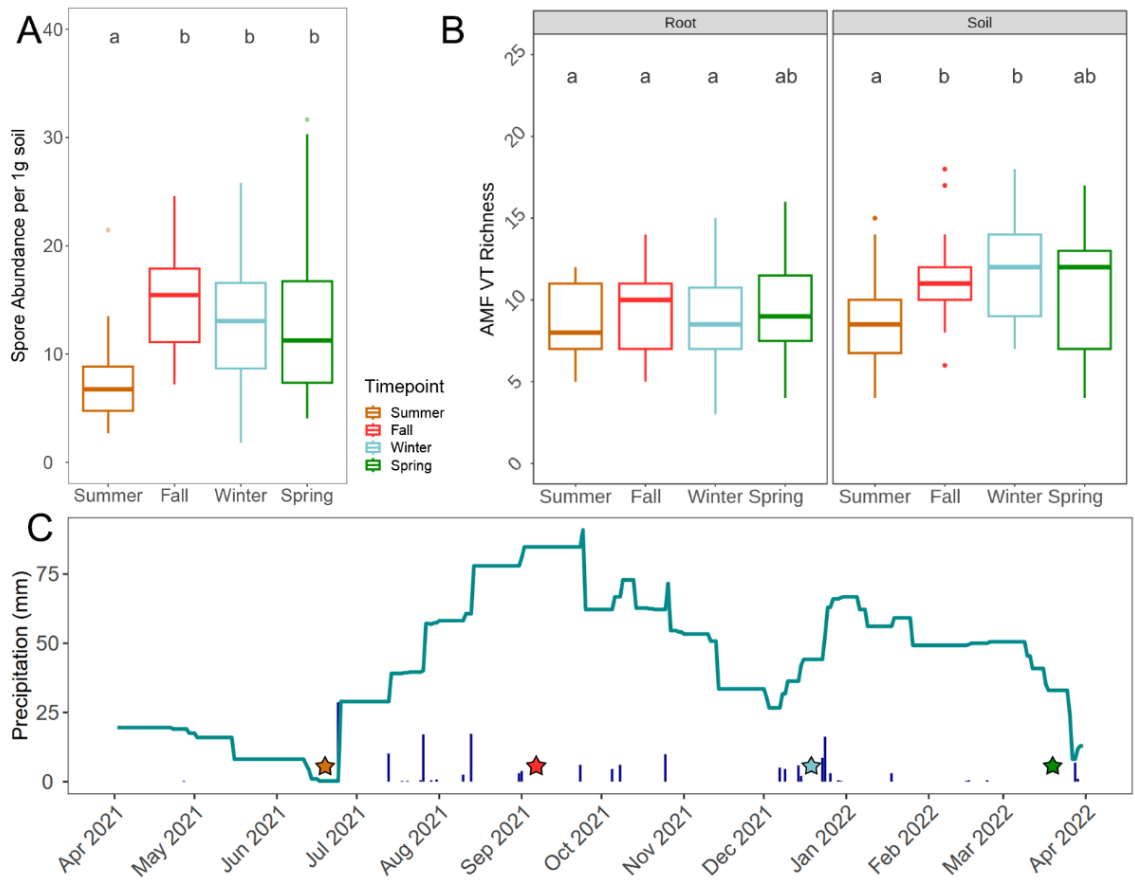 A
Spore Abundance per 1g soil
40
30
20
10
0
a b b b
Summer Fall Winter Spring
Timepoint
Summer
Fall
Winter
Spring
B
AMF VT Richness
25
20
15
10
5
0
Root
a a a ab
Summer Fall Winter Spring
Soil
a b b ab
Summer Fall Winter Spring
C
Precipitation (mm)
75
50
25
0
Apr 2021 May 2021 Jun 2021 Jul 2021 Aug 2021 Sep 2021 Oct 2021 Nov 2021 Dec 2021 Jan 2022 Feb 2022 Mar 2022 Apr 2022